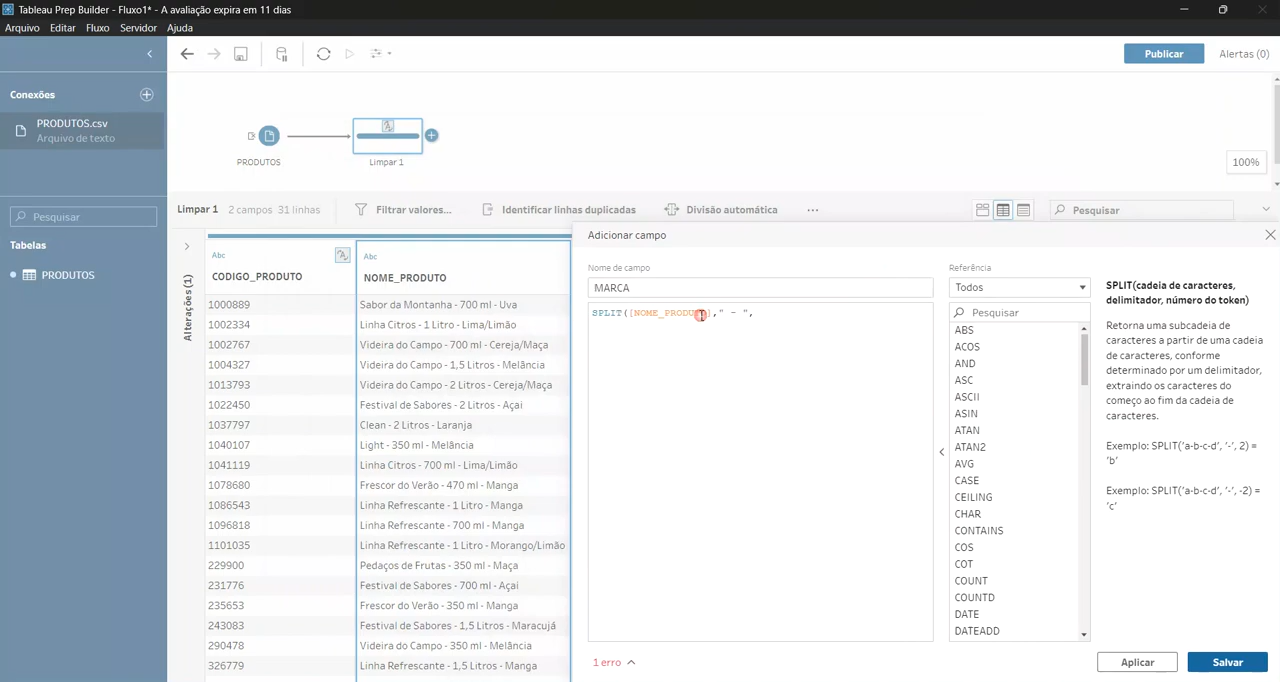 Tableau Prep Builder - Fluxo1* - A avaliação expira em 11 dias
Arquivo Editar Fluxo Servidor Ajuda
Publicar Alertas (0)
Conexões
PRODUTOS.csv
Arquivo de texto
PRODUTOS
Limpar 1
100%
Pesquisar
Tabelas
PRODUTOS
Limpar 1 2 campos 31 linhas Filtrar valores... Identificar linhas duplicadas Divisão automática ... Pesquisar
Alterações (1)
Abc Abc
CODIGO_PRODUTO NOME_PRODUTO
1000889 Sabor da Montanha - 700 ml - Uva
1002334 Linha Citros - 1 Litro - Lima/Limão
1002767 Videira do Campo - 700 ml - Cereja/Maça
1004327 Videira do Campo - 1,5 Litros - Melância
1013793 Videira do Campo - 2 Litros - Cereja/Maça
1022450 Festival de Sabores - 2 Litros - Açai
1037797 Clean - 2 Litros - Laranja
1040107 Light - 350 ml - Melância
1041119 Linha Citros - 700 ml - Lima/Limão
1078680 Frescor do Verão - 470 ml - Manga
1086543 Linha Refrescante - 1 Litro - Manga
1096818 Linha Refrescante - 700 ml - Manga
1101035 Linha Refrescante - 1 Litro - Morango/Limão
229900 Pedaços de Frutas - 350 ml - Maça
231776 Festival de Sabores - 700 ml - Açai
235653 Frescor do Verão - 350 ml - Manga
243083 Festival de Sabores - 1,5 Litros - Maracujá
290478 Videira do Campo - 350 ml - Melância
326779 Linha Refrescante - 1,5 Litros - Manga
Adicionar campo
Nome de campo
MARCA
SPLIT([NOME_PRODUTO]," - ",
1 erro
Referência
Todos
Pesquisar
ABS
ACOS
AND
ASC
ASCII
ASIN
ATAN
ATAN2
AVG
CASE
CEILING
CHAR
CONTAINS
COS
COT
COUNT
COUNTD
DATE
DATEADD
SPLIT(cadeia de caracteres,
delimitador, número do token)
Retorna uma subcadeia de
caracteres a partir de uma cadeia
de caracteres, conforme
determinado por um delimitador,
extraindo os caracteres do
começo ao fim da cadeia de
caracteres.
Exemplo: SPLIT('a-b-c-d', '-', 2) =
'b'
Exemplo: SPLIT('a-b-c-d', '-', -2) =
'c'
Aplicar Salvar